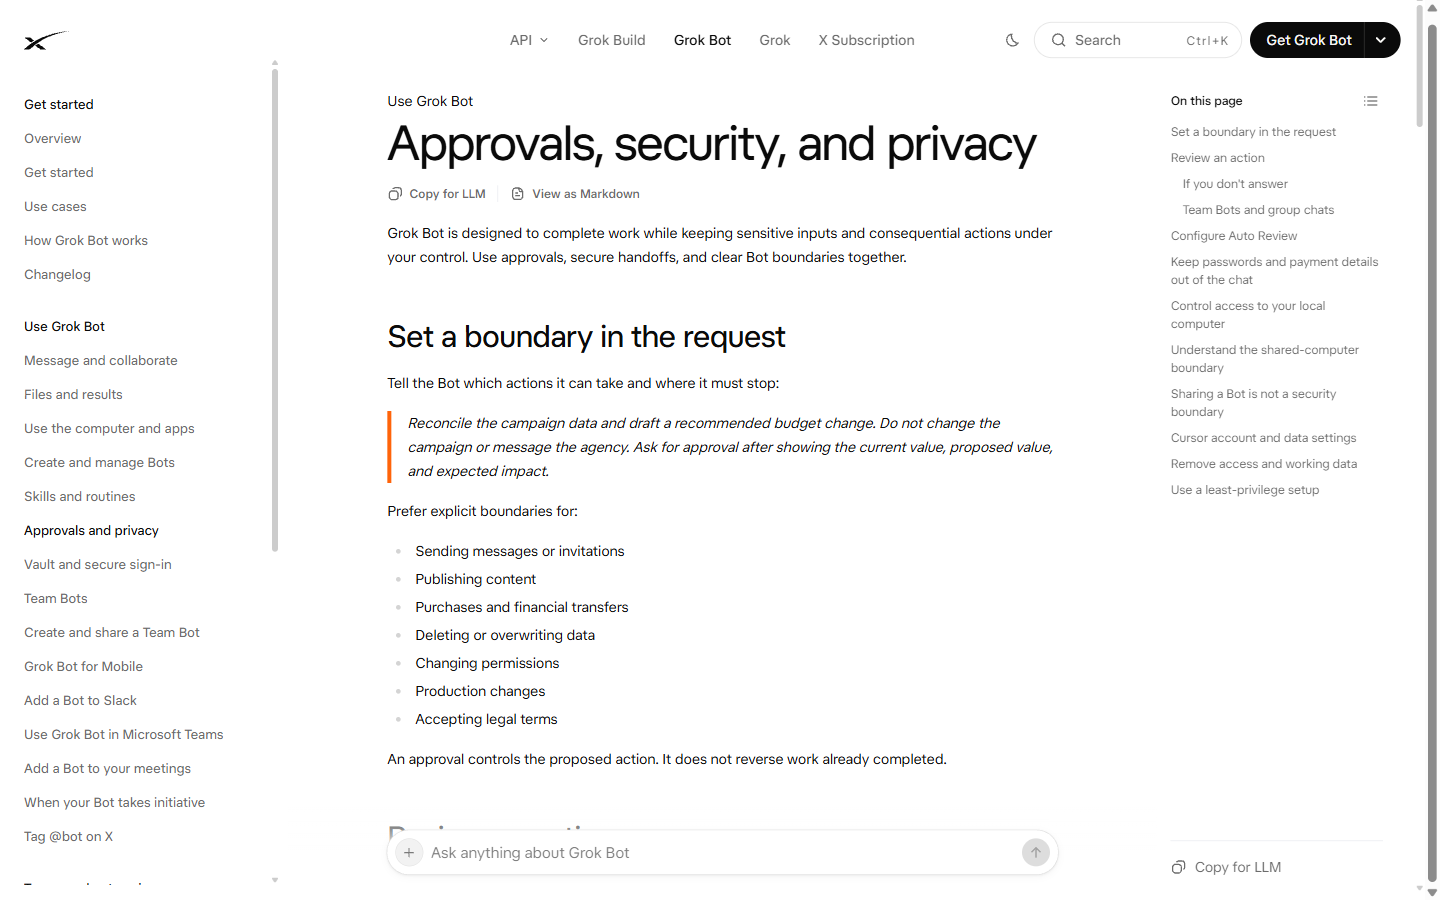 API
Grok Build
Grok Bot
Grok
X Subscription
Search
Ctrl+K
Get Grok Bot
Get started
Overview
Get started
Use cases
How Grok Bot works
Changelog
Use Grok Bot
Message and collaborate
Files and results
Use the computer and apps
Create and manage Bots
Skills and routines
Approvals and privacy
Vault and secure sign-in
Team Bots
Create and share a Team Bot
Grok Bot for Mobile
Add a Bot to Slack
Use Grok Bot in Microsoft Teams
Add a Bot to your meetings
When your Bot takes initiative
Tag @bot on X
Use Grok Bot
Approvals, security, and privacy
Copy for LLM
View as Markdown
Grok Bot is designed to complete work while keeping sensitive inputs and consequential actions under
your control. Use approvals, secure handoffs, and clear Bot boundaries together.
Set a boundary in the request
Tell the Bot which actions it can take and where it must stop:
Reconcile the campaign data and draft a recommended budget change. Do not change the
campaign or message the agency. Ask for approval after showing the current value, proposed value,
and expected impact.
Prefer explicit boundaries for:
Sending messages or invitations
Publishing content
Purchases and financial transfers
Deleting or overwriting data
Changing permissions
Production changes
Accepting legal terms
An approval controls the proposed action. It does not reverse work already completed.
Ask anything about Grok Bot
On this page
Set a boundary in the request
Review an action
If you don't answer
Team Bots and group chats
Configure Auto Review
Keep passwords and payment details
out of the chat
Control access to your local
computer
Understand the shared-computer
boundary
Sharing a Bot is not a security
boundary
Cursor account and data settings
Remove access and working data
Use a least-privilege setup
Copy for LLM